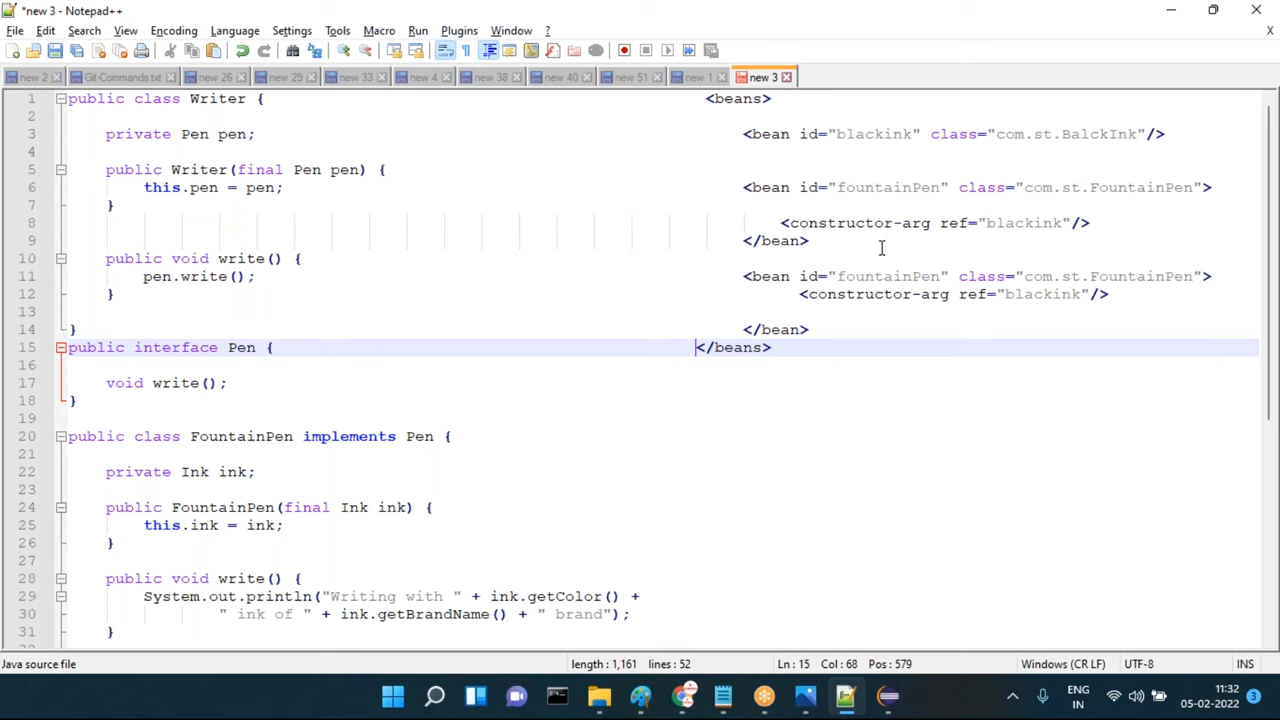 *new 3 - Notepad++
File Edit Search View Encoding Language Settings Tools Macro Run Plugins Window ? X
new 2 Git-Commands.txt new 26 new 29 new 33 new 4 new 38 new 40 new 51 new 1 new 3
1 public class Writer { <beans>
2
3 private Pen pen; <bean id="blackink" class="com.st.BalckInk"/>
4
5 public Writer(final Pen pen) {
6 this.pen = pen; <bean id="fountainPen" class="com.st.FountainPen">
7 }
8 <constructor-arg ref="blackink"/>
9 </bean>
10 public void write() {
11 pen.write(); <bean id="fountainPen" class="com.st.FountainPen">
12 } <constructor-arg ref="blackink"/>
13
14 } </bean>
15 public interface Pen { </beans>
16
17 void write();
18 }
19
20 public class FountainPen implements Pen {
21
22 private Ink ink;
23
24 public FountainPen(final Ink ink) {
25 this.ink = ink;
26 }
27
28 public void write() {
29 System.out.println("Writing with " + ink.getColor() +
30 " ink of " + ink.getBrandName() + " brand");
31 }
Java source file length : 1,161 lines : 52 Ln : 15 Col : 68 Pos : 579 Windows (CR LF) UTF-8 INS
ENG
IN
11:32
05-02-2022
3